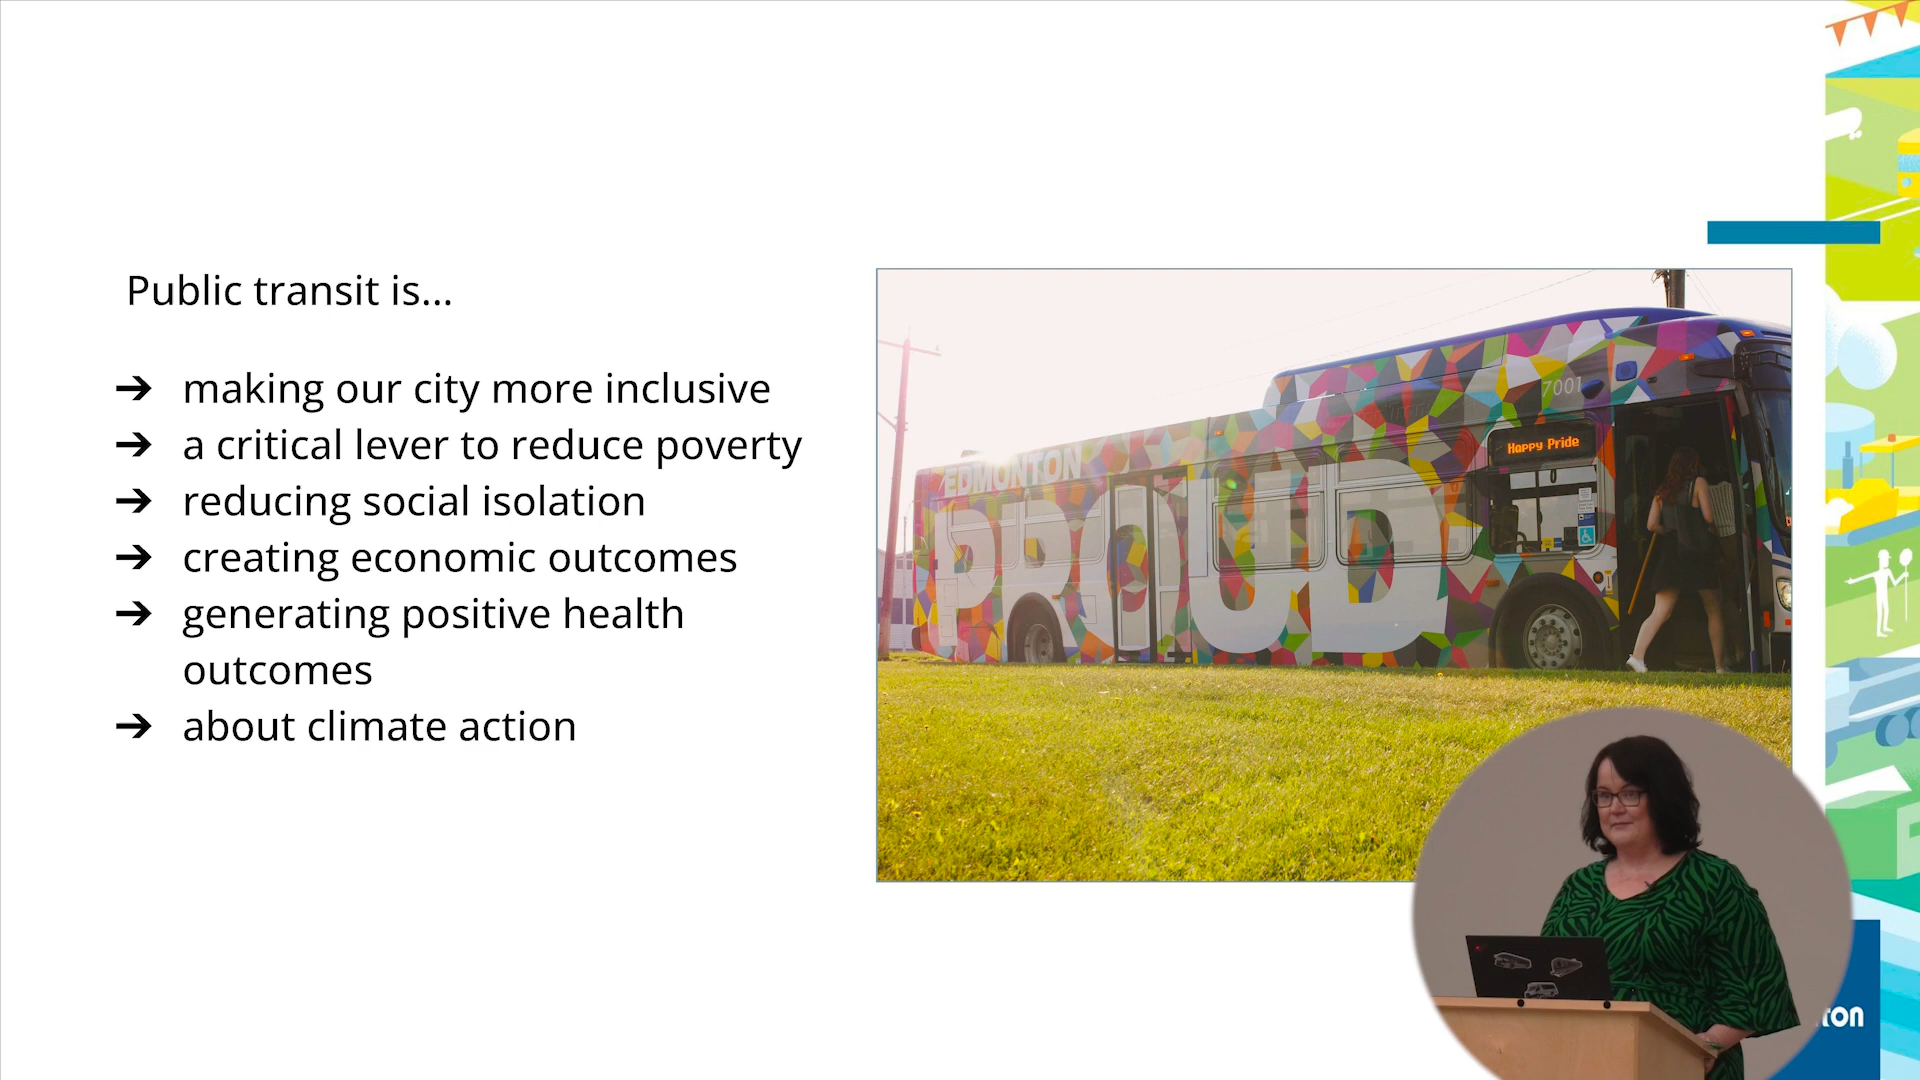 Public transit is...
➔ making our city more inclusive
➔ a critical lever to reduce poverty
➔ reducing social isolation
➔ creating economic outcomes
➔ generating positive health
outcomes
➔ about climate action
7001
Happy Pride
EDMONTON
PROUD
ton